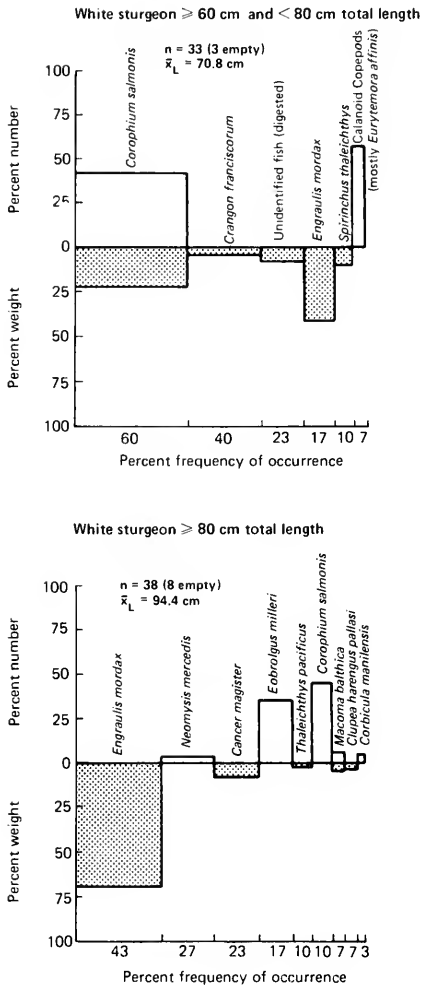 White sturgeon ⩾ 60 cm and < 80 cm total length
n = 33 (3 empty)
x̄L = 70.8 cm
Percent number
Percent weight
100
75
50
25
0
25
50
75
100
Corophium salmonis
Crangon franciscorum
Unidentified fish (digested)
Engraulis mordax
Spirinchus thaleichthys
Calanoid Copepods
(mostly Eurytemora affinis)
60 40 23 17 10 7
Percent frequency of occurrence
White sturgeon ⩾ 80 cm total length
n = 38 (8 empty)
x̄L = 94.4 cm
Percent number
Percent weight
100
75
50
25
0
25
50
75
100
Engraulis mordax
Neomysis mercedis
Cancer magister
Eobrolgus milleri
Thaleichthys pacificus
Corophium salmonis
Macoma balthica
Clupea harengus pallasi
Corbicula manilensis
43 27 23 17 10 10 7 7 3
Percent frequency of occurrence